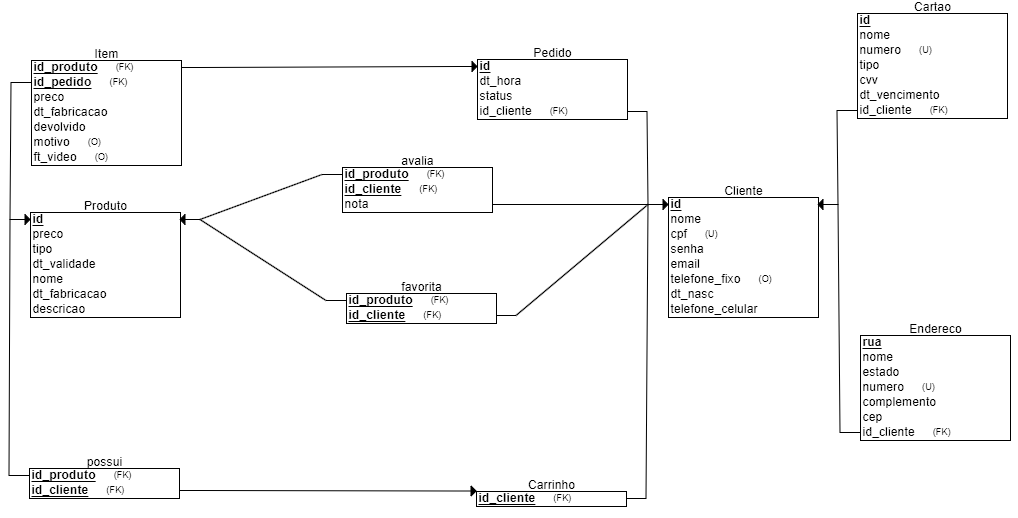 Item
id_produto (FK)
id_pedido (FK)
preco
dt_fabricacao
devolvido
motivo (O)
ft_video (O)
Pedido
id
dt_hora
status
id_cliente (FK)
Cartao
id
nome
numero (U)
tipo
cvv
dt_vencimento
id_cliente (FK)
avalia
id_produto (FK)
id_cliente (FK)
nota
Produto
id
preco
tipo
dt_validade
nome
dt_fabricacao
descricao
Cliente
id
nome
cpf (U)
senha
email
telefone_fixo (O)
dt_nasc
telefone_celular
favorita
id_produto (FK)
id_cliente (FK)
Endereco
rua
nome
estado
numero (U)
complemento
cep
id_cliente (FK)
possui
id_produto (FK)
id_cliente (FK)
Carrinho
id_cliente (FK)